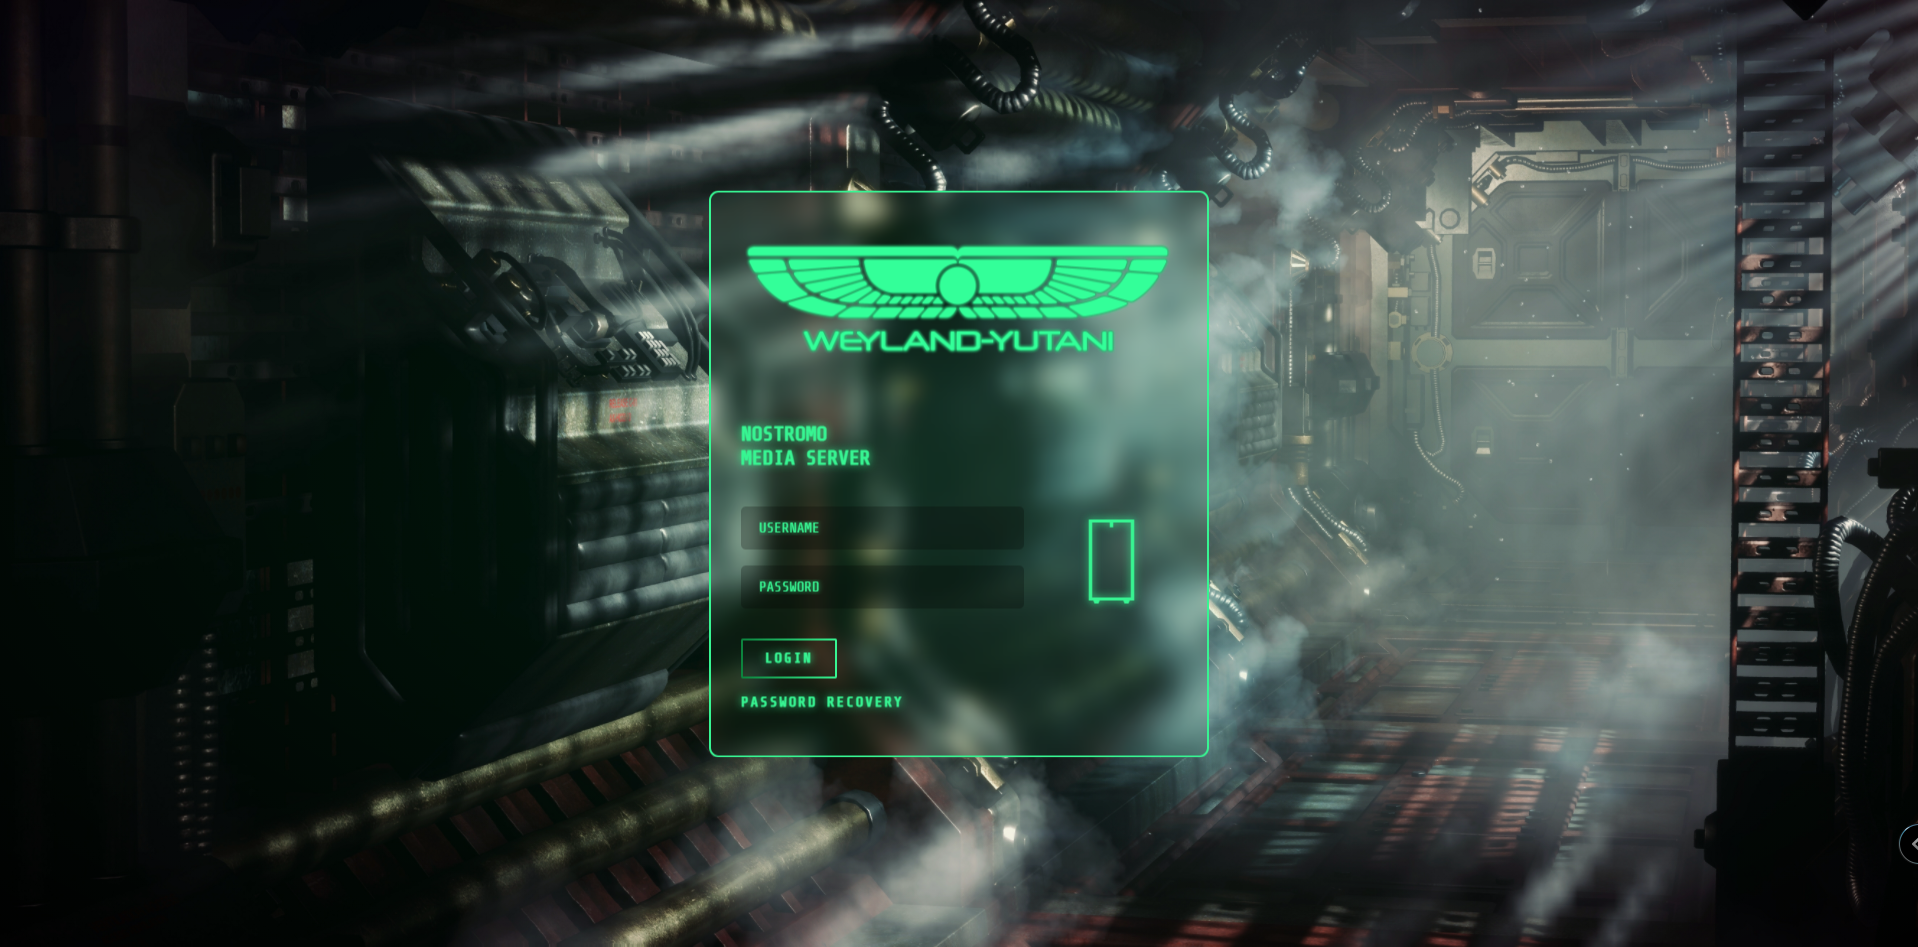 WEYLAND-YUTANI
NOSTROMO
MEDIA SERVER
USERNAME
PASSWORD
LOGIN
PASSWORD RECOVERY